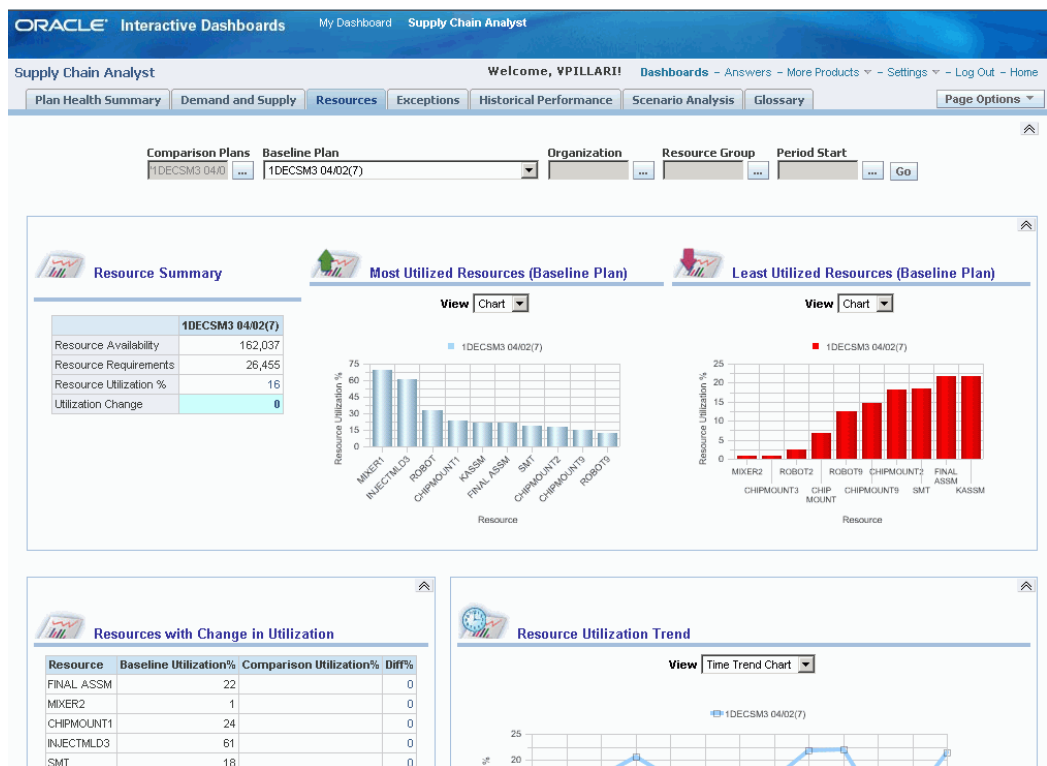 ORACLE Interactive Dashboards My Dashboard Supply Chain Analyst
Supply Chain Analyst Welcome, VPILLARI! Dashboards - Answers - More Products - Settings - Log Out - Home
Plan Health Summary Demand and Supply Resources Exceptions Historical Performance Scenario Analysis Glossary Page Options
Comparison Plans Baseline Plan Organization Resource Group Period Start
'1DECSM3 04/0 ... 1DECSM3 04/02(7) ... ... ... Go
Resource Summary
1DECSM3 04/02(7)
Resource Availability 162,037
Resource Requirements 26,455
Resource Utilization % 16
Utilization Change 0
Most Utilized Resources (Baseline Plan)
View Chart
1DECSM3 04/02(7)
Resource Utilization %
75
60
45
30
15
0
MIXER1 INJECTMLD3 ROBOT CHIPMOUNT1 KASSM FINAL ASSM SMT CHIPMOUNT2 CHIPMOUNT9 ROBOT9
Resource
Least Utilized Resources (Baseline Plan)
View Chart
1DECSM3 04/02(7)
Resource Utilization %
25
20
15
10
5
0
MIXER2 ROBOT2 ROBOT9 CHIPMOUNT2 FINAL ASSM
CHIPMOUNT3 CHIP MOUNT CHIPMOUNT9 SMT KASSM
Resource
Resources with Change in Utilization
Resource Baseline Utilization% Comparison Utilization% Diff%
FINAL ASSM 22 0
MIXER2 1 0
CHIPMOUNT1 24 0
INJECTMLD3 61 0
SMT 18 0
Resource Utilization Trend
View Time Trend Chart
1DECSM3 04/02(7)
25
20
%